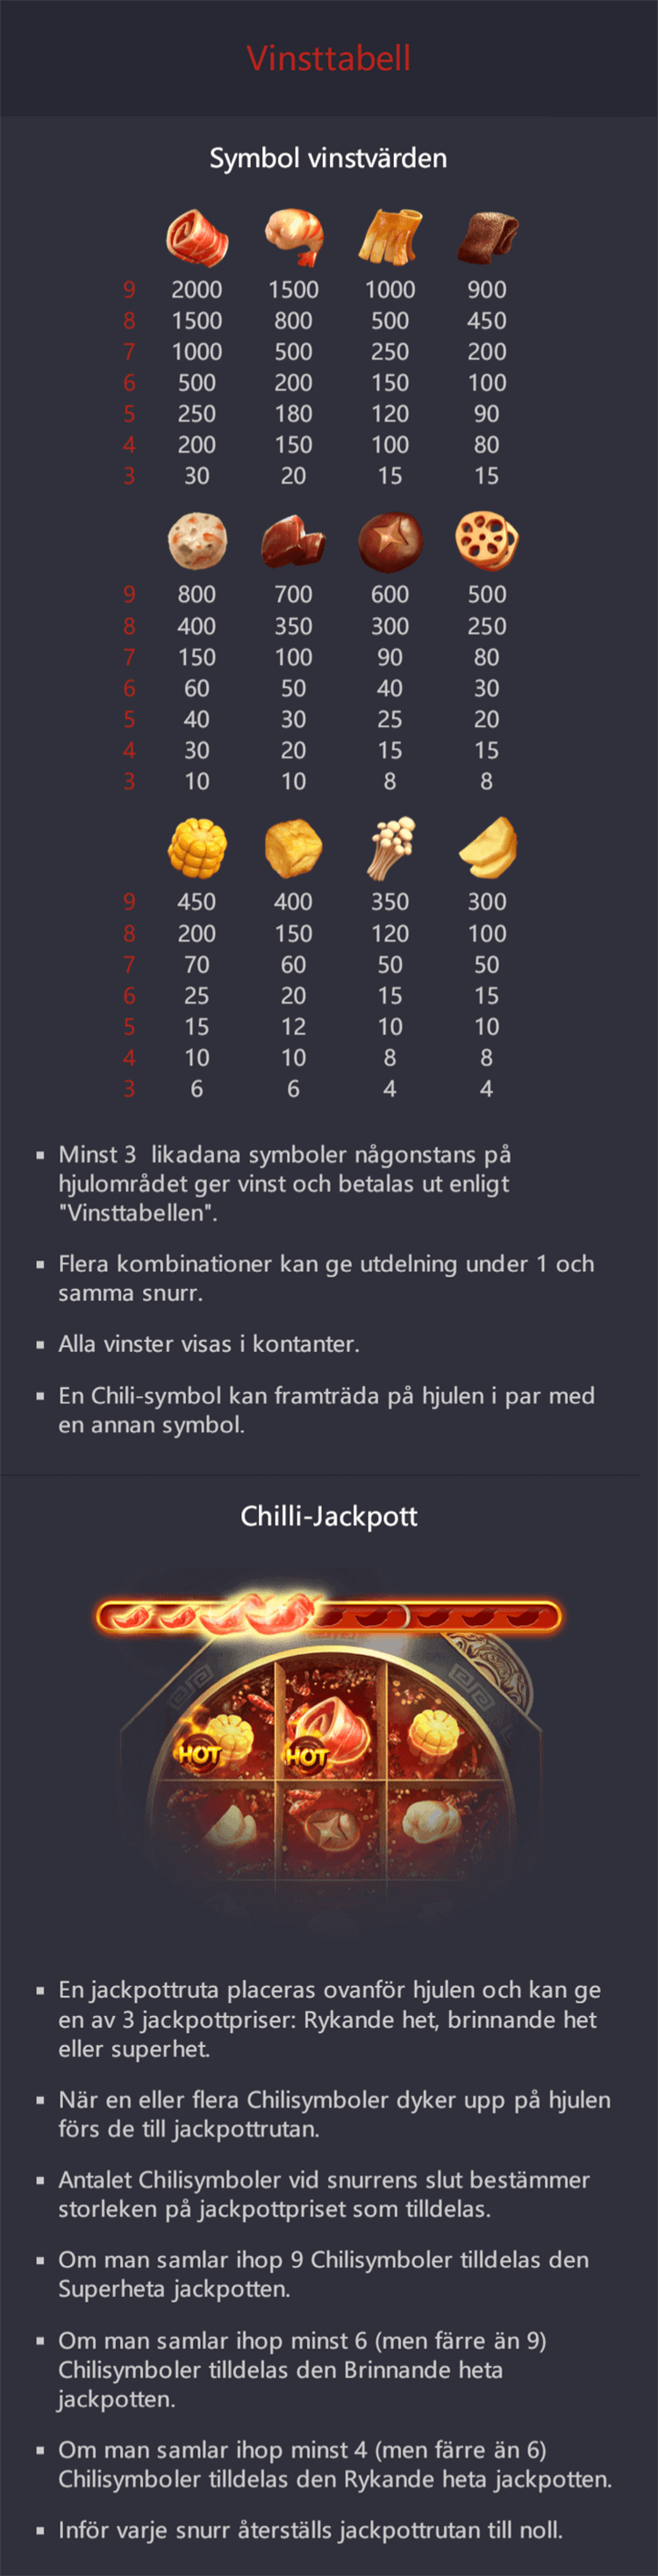 Vinsttabell
Symbol vinstvärden
9 2000 1500 1000 900
8 1500 800 500 450
7 1000 500 250 200
6 500 200 150 100
5 250 180 120 90
4 200 150 100 80
3 30 20 15 15
9 800 700 600 500
8 400 350 300 250
7 150 100 90 80
6 60 50 40 30
5 40 30 25 20
4 30 20 15 15
3 10 10 8 8
9 450 400 350 300
8 200 150 120 100
7 70 60 50 50
6 25 20 15 15
5 15 12 10 10
4 10 10 8 8
3 6 6 4 4
▪ Minst 3 likadana symboler någonstans på
hjulområdet ger vinst och betalas ut enligt
"Vinsttabellen".
▪ Flera kombinationer kan ge utdelning under 1 och
samma snurr.
▪ Alla vinster visas i kontanter.
▪ En Chili-symbol kan framträda på hjulen i par med
en annan symbol.
Chilli-Jackpott
HOT HOT
▪ En jackpottruta placeras ovanför hjulen och kan ge
en av 3 jackpottpriser: Rykande het, brinnande het
eller superhet.
▪ När en eller flera Chilisymboler dyker upp på hjulen
förs de till jackpottrutan.
▪ Antalet Chilisymboler vid snurrens slut bestämmer
storleken på jackpottpriset som tilldelas.
▪ Om man samlar ihop 9 Chilisymboler tilldelas den
Superheta jackpotten.
▪ Om man samlar ihop minst 6 (men färre än 9)
Chilisymboler tilldelas den Brinnande heta
jackpotten.
▪ Om man samlar ihop minst 4 (men färre än 6)
Chilisymboler tilldelas den Rykande heta jackpotten.
▪ Inför varje snurr återställs jackpottrutan till noll.